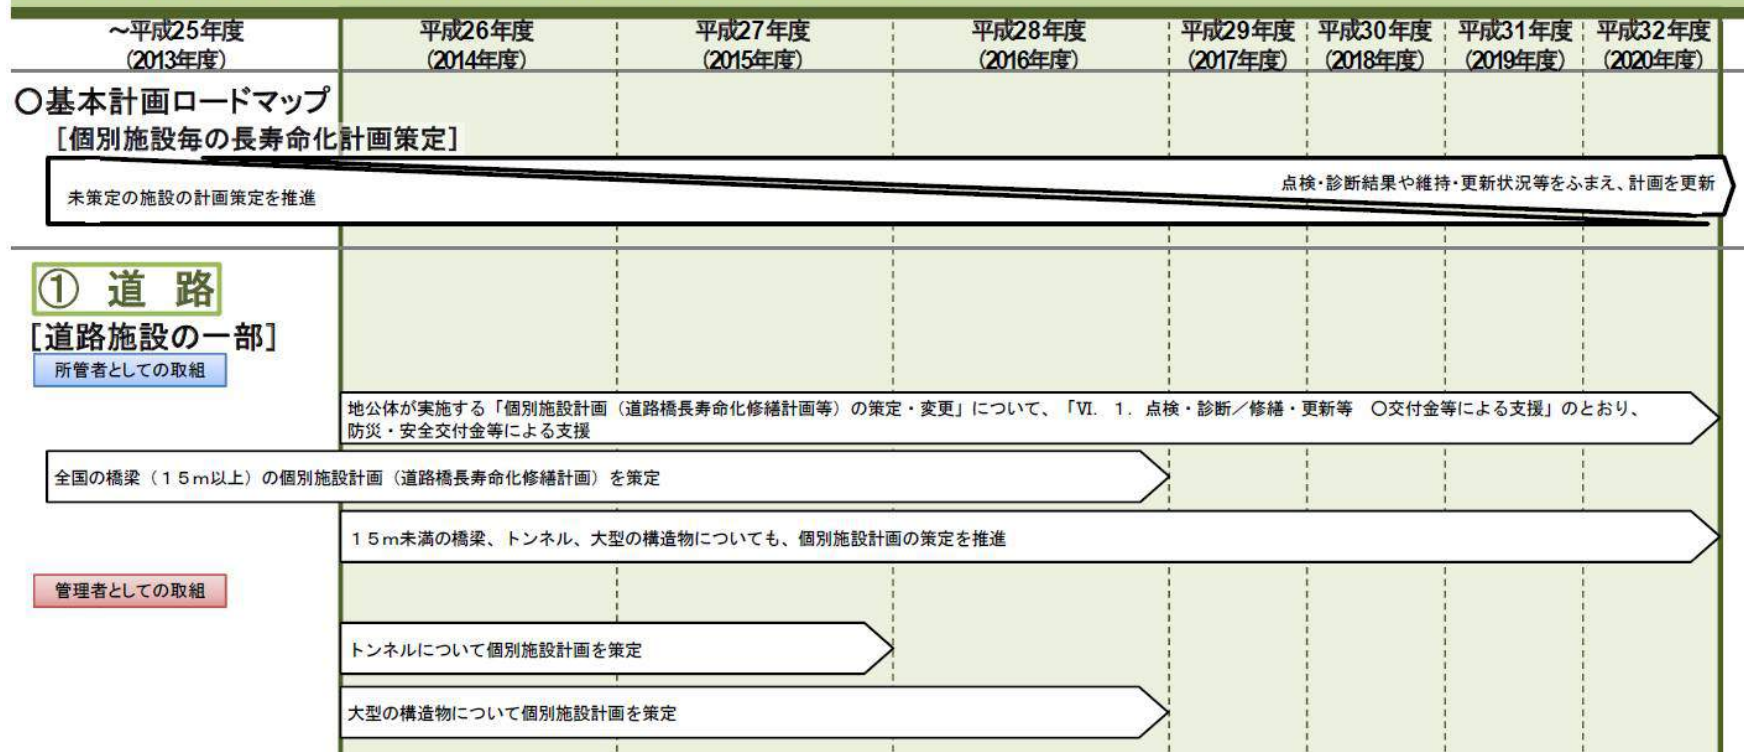 ～平成25年度 平成26年度 平成27年度 平成28年度 平成29年度 平成30年度 平成31年度 平成32年度
(2013年度) (2014年度) (2015年度) (2016年度) (2017年度) (2018年度) (2019年度) (2020年度)
〇基本計画ロードマップ
［個別施設毎の長寿命化計画策定］
点検・診断結果や維持・更新状況等をふまえ、計画を更新
未策定の施設の計画策定を推進
① 道 路
［道路施設の一部］
所管者としての取組
地公体が実施する「個別施設計画（道路橋長寿命化修繕計画等）の策定・変更」について、「Ⅵ．１．点検・診断／修繕・更新等 〇交付金等による支援」のとおり、
防災・安全交付金等による支援
全国の橋梁（１５ｍ以上）の個別施設計画（道路橋長寿命化修繕計画）を策定
１５ｍ未満の橋梁、トンネル、大型の構造物についても、個別施設計画の策定を推進
管理者としての取組
トンネルについて個別施設計画を策定
大型の構造物について個別施設計画を策定